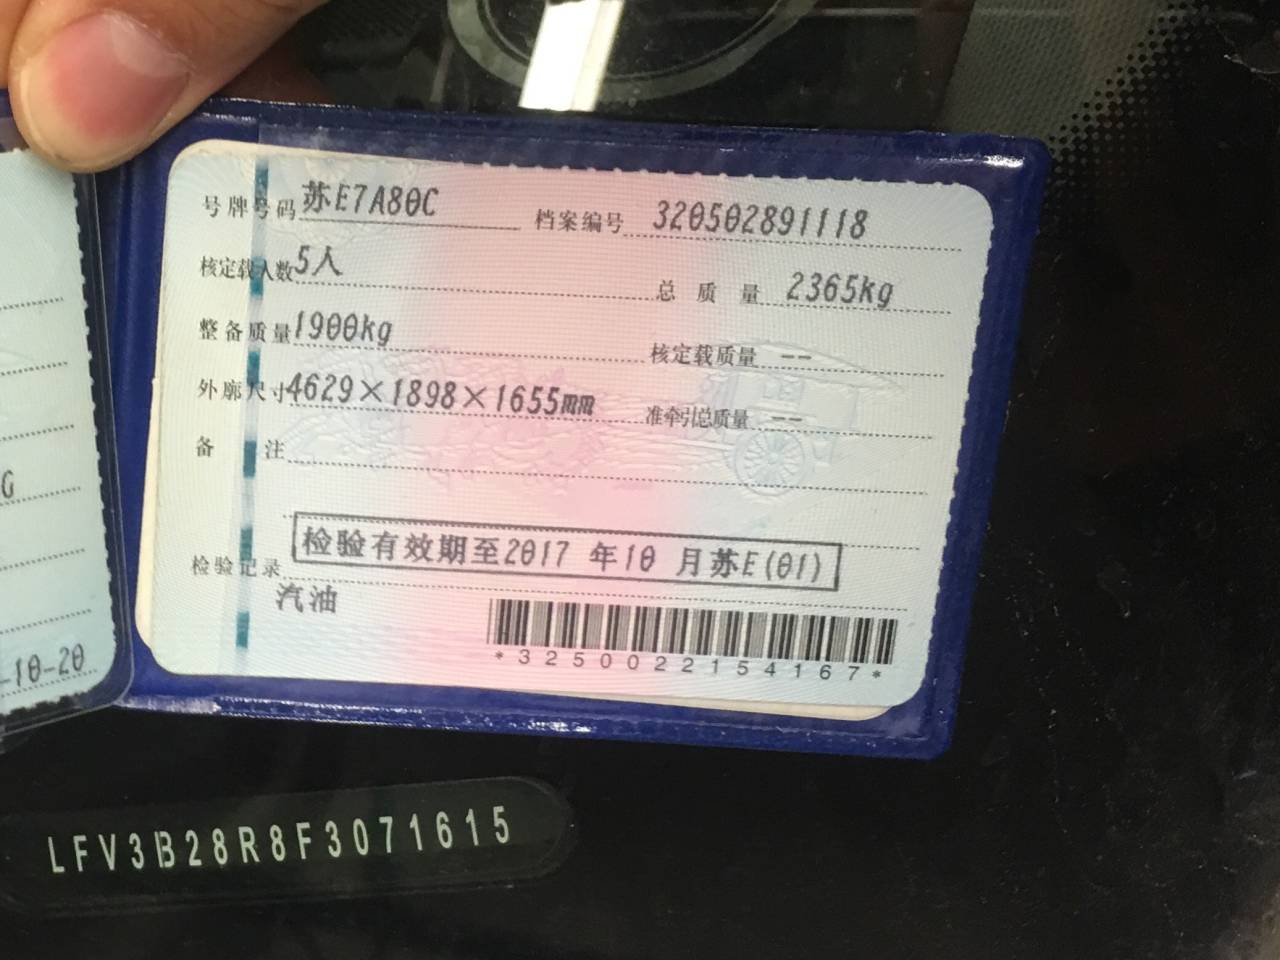 号牌号码 苏E7A80C 档案编号 320502891118
核定载人数 5人 总质量 2365kg
整备质量 1900kg 核定载质量 --
外廓尺寸 4629×1898×1655mm 准牵引总质量 --
备注
检验记录 检验有效期至2017 年10 月苏E(01)
汽油
*3250022154167*
G
-10-20
LFV3B28R8F3071615